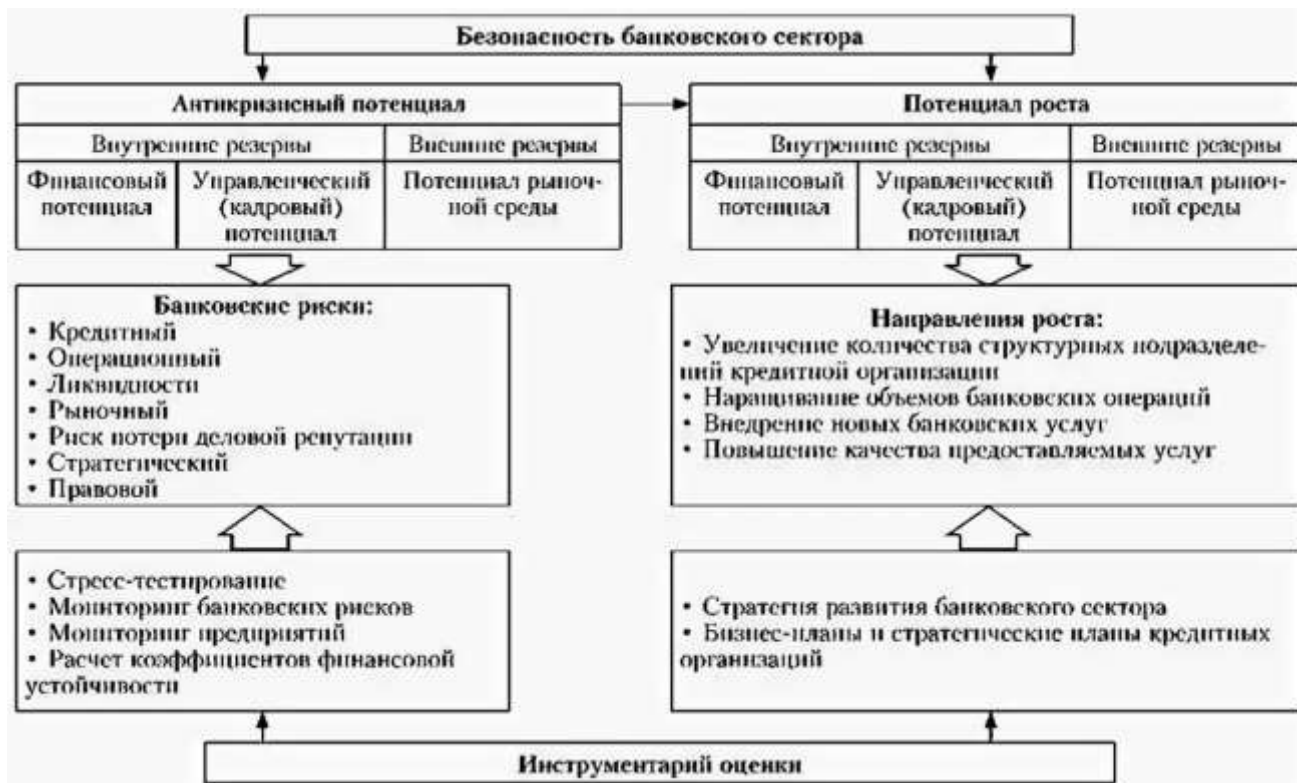 Безопасность банковского сектора
Антикризисный потенциал
Внутренние резервы
Внешние резервы
Финансовый
потенциал
Управленческий
(кадровый)
потенциал
Потенциал рыноч-
ной среды
Потенциал роста
Внутренние резервы
Внешние резервы
Финансовый
потенциал
Управленческий
(кадровый)
потенциал
Потенциал рыноч-
ной среды
Банковские риски:
• Кредитный
• Операционный
• Ликвидности
• Рыночный
• Риск потери деловой репутации
• Стратегический
• Правовой
Направления роста:
• Увеличение количества структурных подразделе-
ний кредитной организации
• Наращивание объемов банковских операций
• Внедрение новых банковских услуг
• Повышение качества предоставляемых услуг
• Стресс-тестирование
• Мониторинг банковских рисков
• Мониторинг предприятий
• Расчет коэффициентов финансовой
устойчивости
• Стратегия развития банковского сектора
• Бизнес-планы и стратегические планы кредитных
организаций
Инструментарий оценки